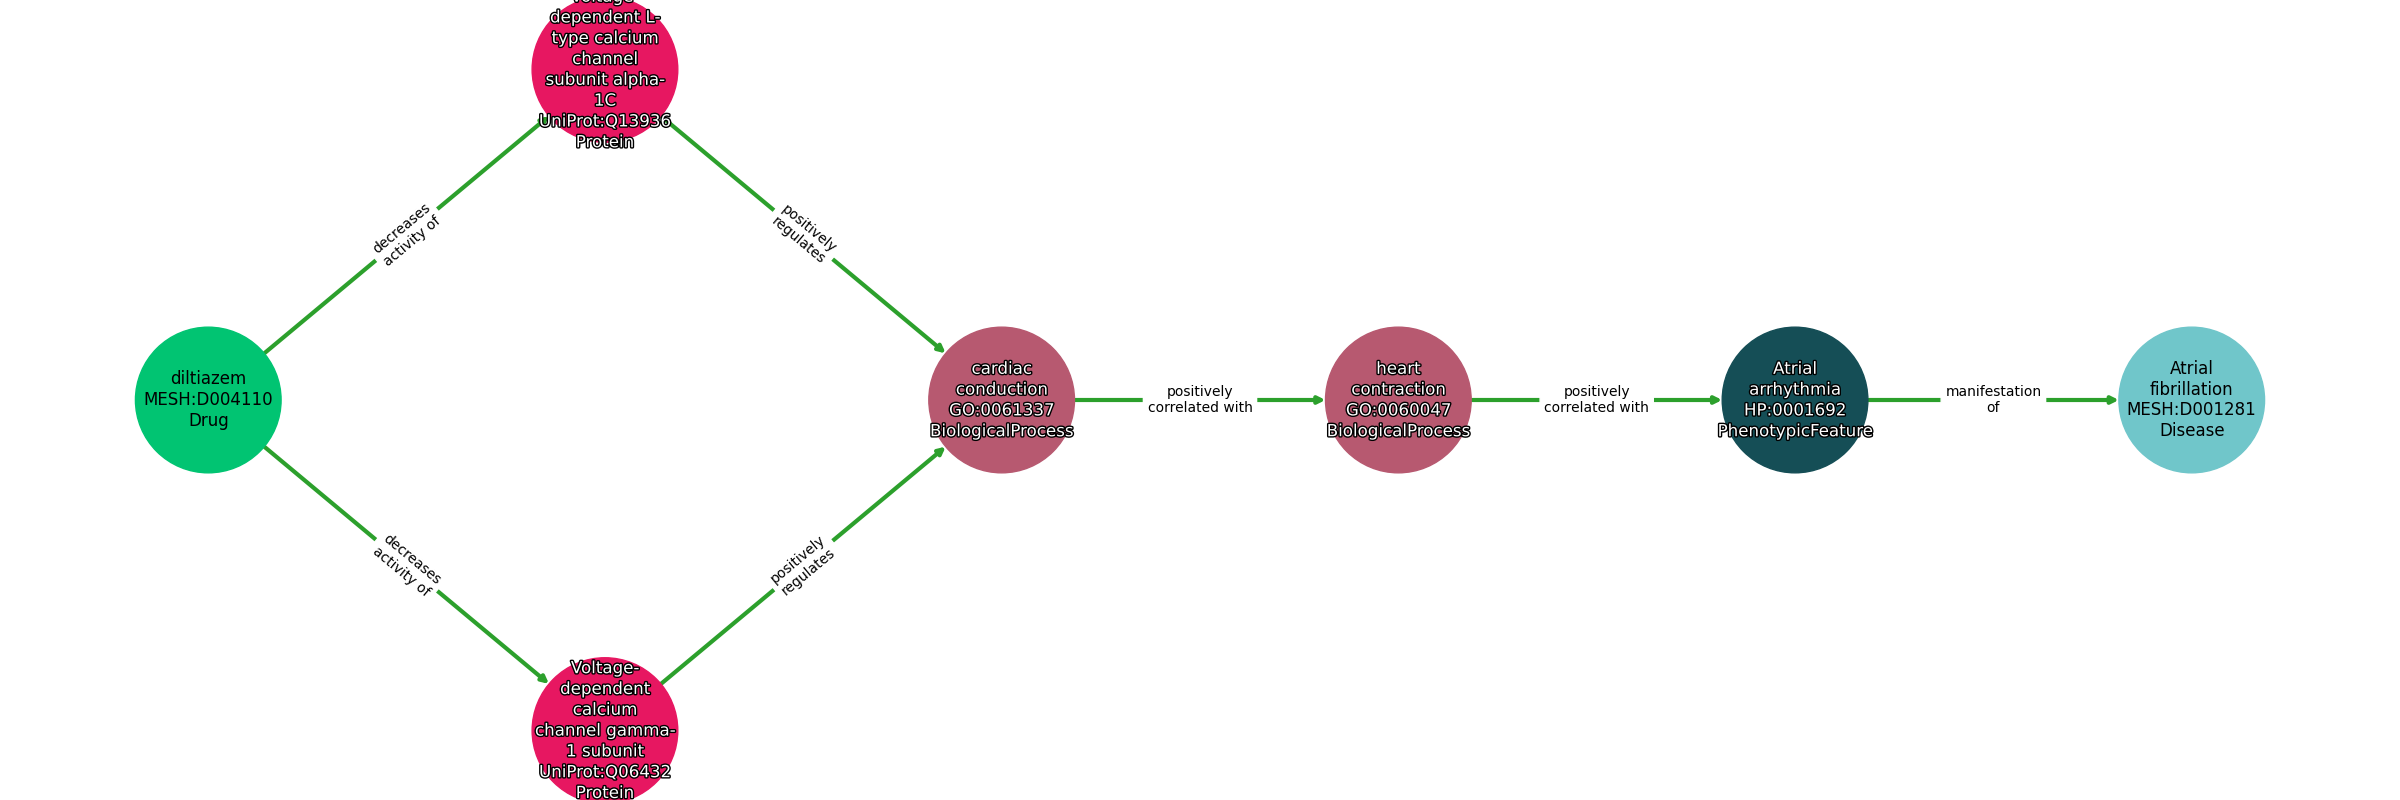 Voltage-
dependent L-
type calcium
channel
subunit alpha-
1C
UniProt:Q13936
Protein
decreases
activity of
positively
regulates
diltiazem
MESH:D004110
Drug
cardiac
conduction
GO:0061337
BiologicalProcess
positively
correlated with
heart
contraction
GO:0060047
BiologicalProcess
positively
correlated with
Atrial
arrhythmia
HP:0001692
PhenotypicFeature
manifestation
of
Atrial
fibrillation
MESH:D001281
Disease
decreases
activity of
positively
regulates
Voltage-
dependent
calcium
channel gamma-
1 subunit
UniProt:Q06432
Protein